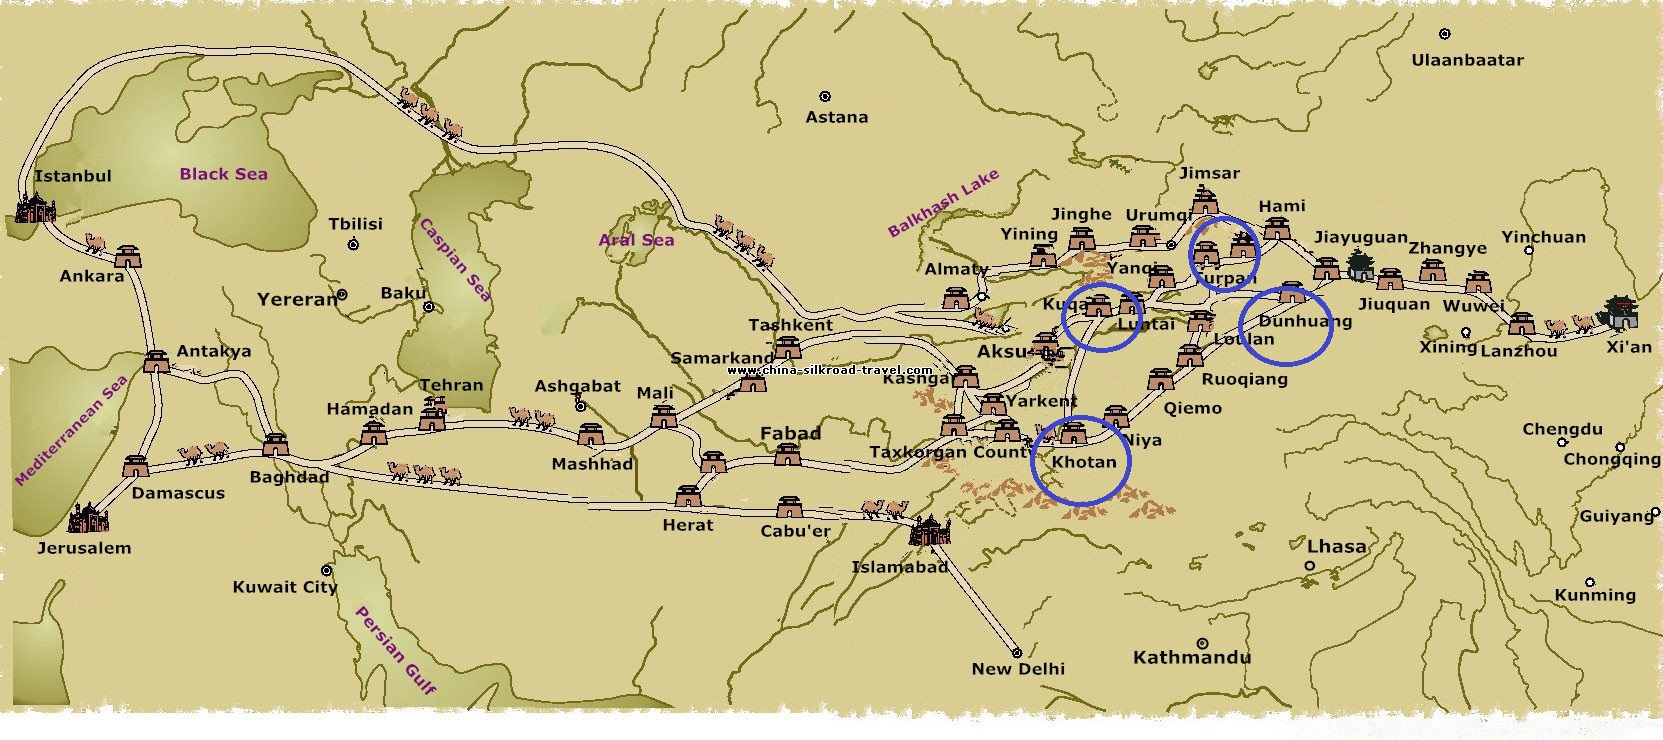 Ulaanbaatar
Astana
Istanbul
Black Sea
Tbilisi
Caspian Sea
Aral Sea
Balkhash Lake
Jimsar
Jinghe
Urumqi
Hami
Yining
Jiayuguan
Zhangye
Yinchuan
Ankara
Yereran
Baku
Almaty
Yanqi
Turpan
Kuqa
Luntai
Dunhuang
Jiuquan
Wuwei
Tashkent
Loulan
Xining
Lanzhou
Xi'an
Antakya
Samarkand
Aksu
www.china-silkroad-travel.com
Kashgar
Ruoqiang
Mediterranean Sea
Tehran
Ashgabat
Mali
Hamadan
Yarkent
Qiemo
Chengdu
Fabad
Niya
Mashhad
Taxkorgan County
Khotan
Chongqing
Baghdad
Damascus
Herat
Cabu'er
Guiyang
Jerusalem
Islamabad
Lhasa
Kuwait City
Kunming
Persian Gulf
New Delhi
Kathmandu